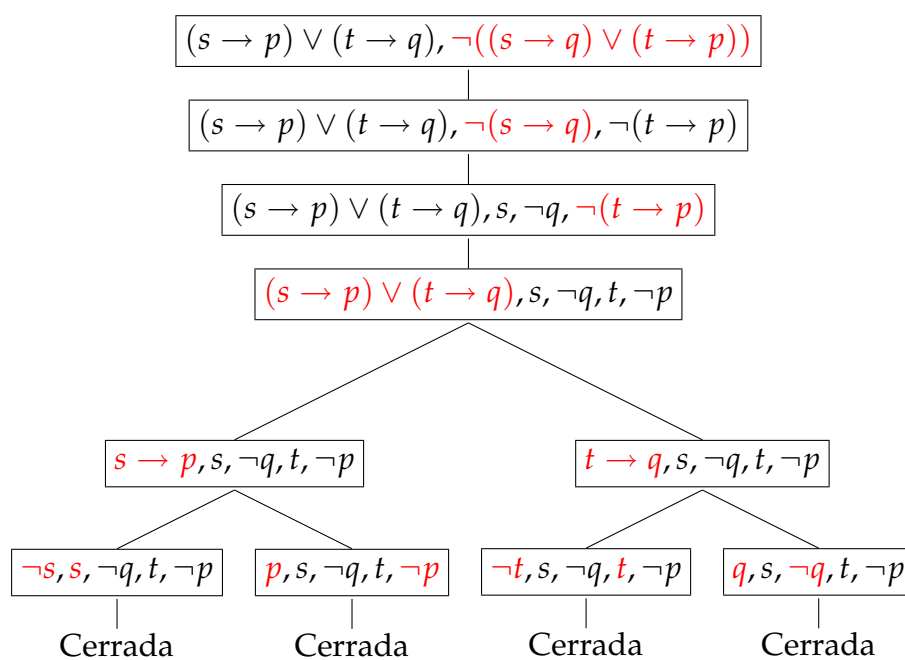 (s → p) ∨ (t → q), ¬((s → q) ∨ (t → p))
(s → p) ∨ (t → q), ¬(s → q), ¬(t → p)
(s → p) ∨ (t → q), s, ¬q, ¬(t → p)
(s → p) ∨ (t → q), s, ¬q, t, ¬p
s → p, s, ¬q, t, ¬p
t → q, s, ¬q, t, ¬p
¬s, s, ¬q, t, ¬p
p, s, ¬q, t, ¬p
¬t, s, ¬q, t, ¬p
q, s, ¬q, t, ¬p
Cerrada
Cerrada
Cerrada
Cerrada